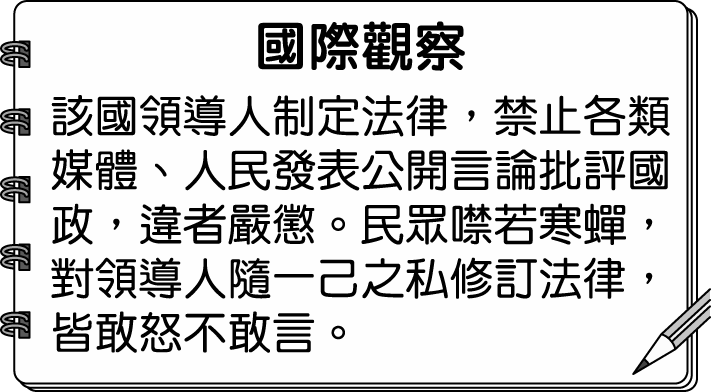 國際觀察
該國領導人制定法律，禁止各類
媒體、人民發表公開言論批評國
政，違者嚴懲。民眾噤若寒蟬，
對領導人隨一己之私修訂法律，
皆敢怒不敢言。